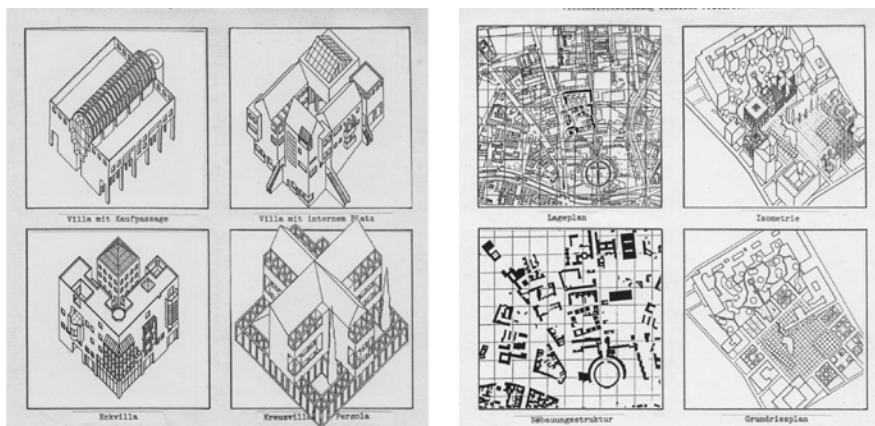 Villa mit Kaufpassage
Villa mit internem Platz
Eckvilla
Kreuzvilla Pergola
Lageplan
Isometrie
Bebauungsstruktur
Grundrissplan